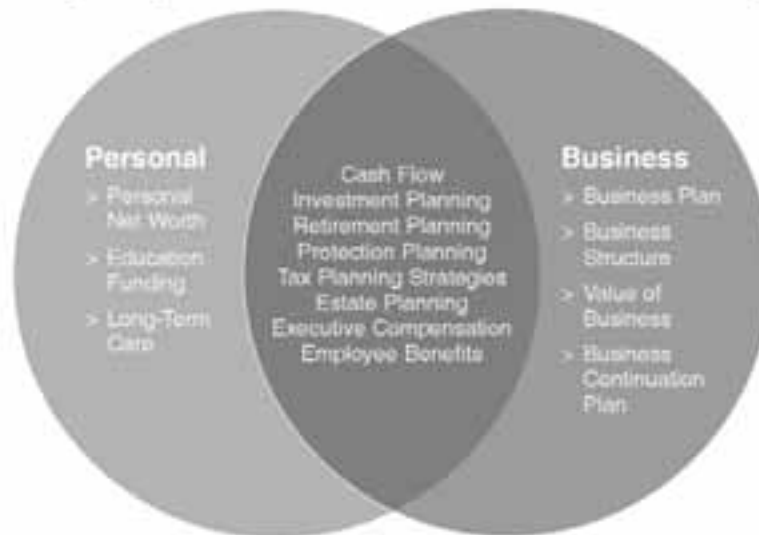 Personal
> Personal
Net Worth
> Education
Funding
> Long-Term
Care
Cash Flow
Investment Planning
Retirement Planning
Protection Planning
Tax Planning Strategies
Estate Planning
Executive Compensation
Employee Benefits
Business
> Business Plan
> Business
Structure
> Value of
Business
> Business
Continuation
Plan